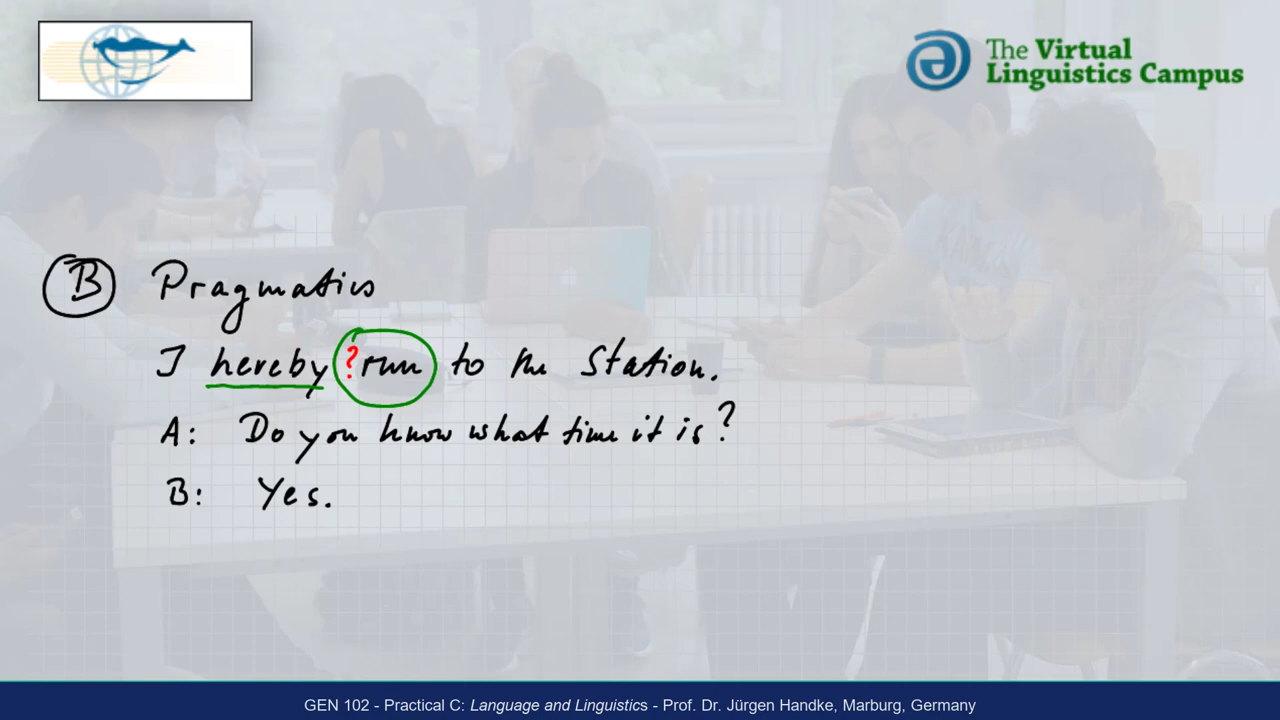 The Virtual
Linguistics Campus
B Pragmatics
I hereby ?run to the Station.
A: Do you know what time it is?
B: Yes.
GEN 102 - Practical C: Language and Linguistics - Prof. Dr. Jürgen Handke, Marburg, Germany